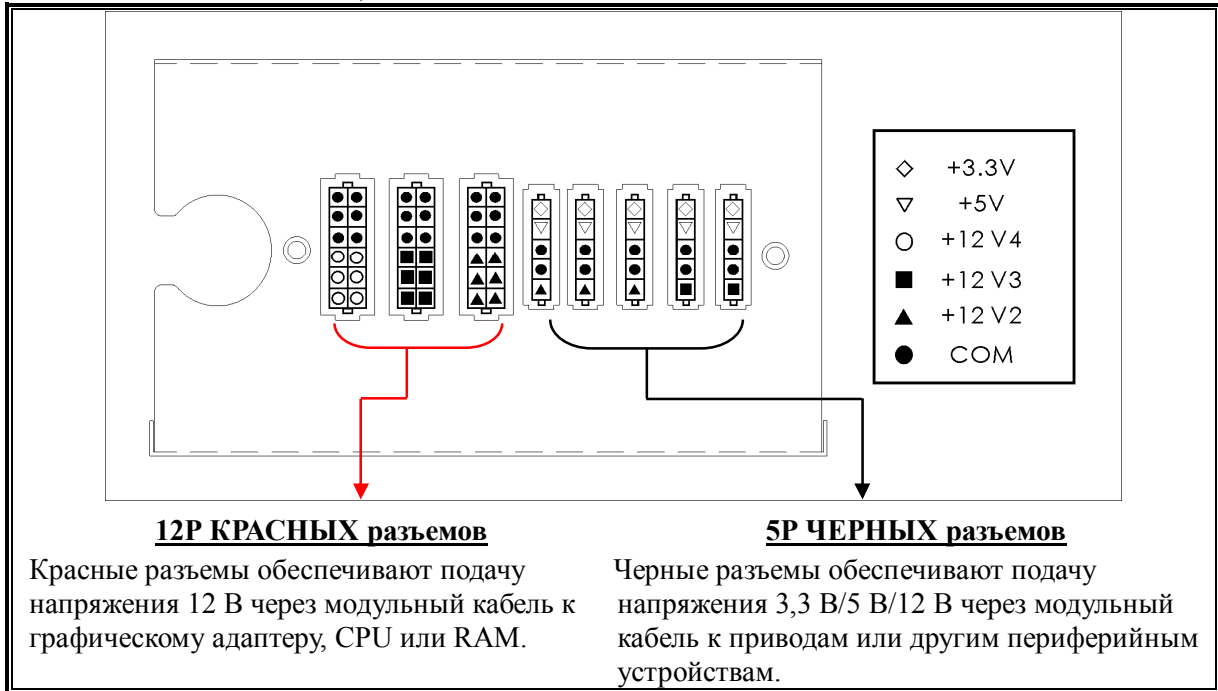 +3.3V
+5V
+12 V4
+12 V3
+12 V2
COM
12P КРАСНЫХ разъемов
Красные разъемы обеспечивают подачу
напряжения 12 В через модульный кабель к
графическому адаптеру, CPU или RAM.
5P ЧЕРНЫХ разъемов
Черные разъемы обеспечивают подачу
напряжения 3,3 В/5 В/12 В через модульный
кабель к приводам или другим периферийным
устройствам.